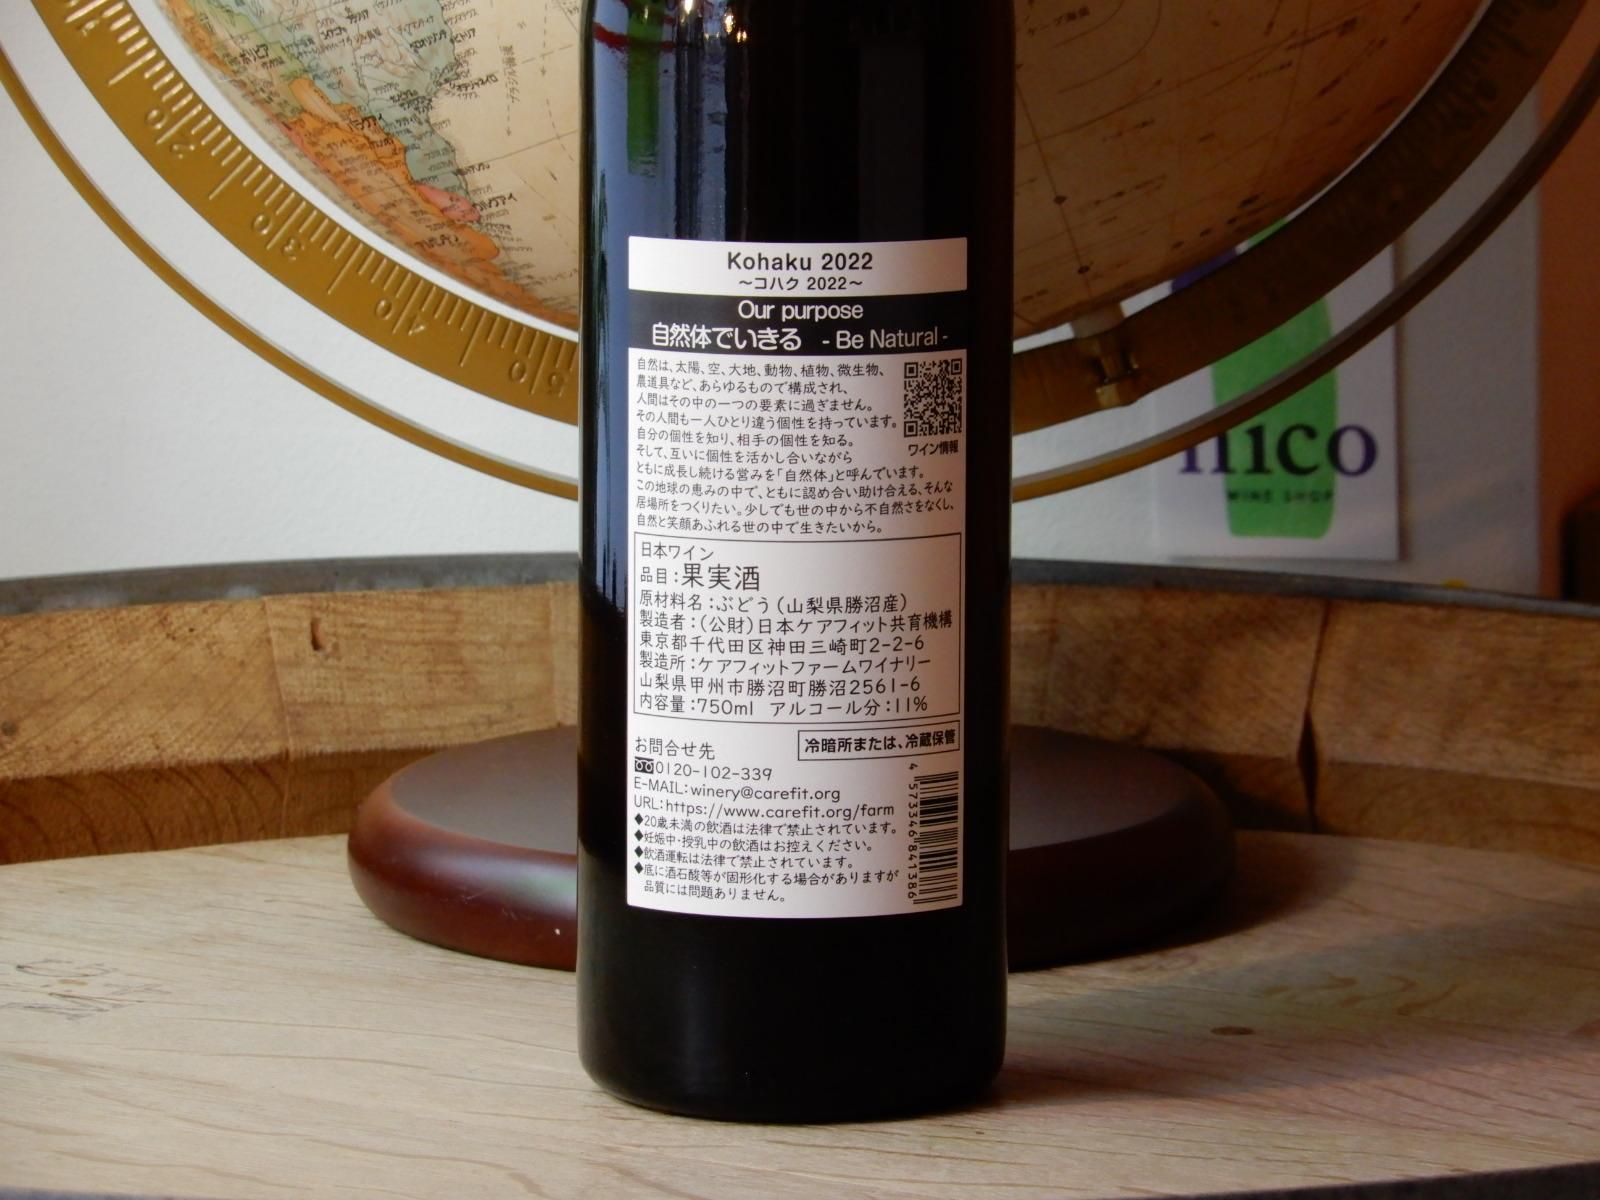 Kohaku 2022
～コハク 2022～
Our purpose
自然体でいきる - Be Natural -
自然は、太陽、空、大地、動物、植物、微生物、
農道具など、あらゆるもので構成され、
人間はその中の一つの要素に過ぎません。
その人間も一人ひとり違う個性を持っています。
自分の個性を知り、相手の個性を知る。
そして、互いに個性を活かし合いながら
ともに成長し続ける営みを「自然体」と呼んでいます。
この地球の恵みの中で、ともに認め合い助け合える、そんな
居場所をつくりたい。少しでも世の中から不自然さをなくし、
自然と笑顔あふれる世の中で生きたいから。
ワイン情報
日本ワイン
品目：果実酒
原材料名：ぶどう（山梨県勝沼産）
製造者：（公財）日本ケアフィット共育機構
東京都千代田区神田三崎町2-2-6
製造所：ケアフィットファームワイナリー
山梨県甲州市勝沼町勝沼2561-6
内容量：750ml アルコール分：11%
冷暗所または、冷蔵保管
お問合せ先
0120-102-339
E-MAIL：winery@carefit.org
URL：https://www.carefit.org/farm
◆20歳未満の飲酒は法律で禁止されています。
◆妊娠中・授乳中の飲酒はお控えください。
◆飲酒運転は法律で禁止されています。
◆底に酒石酸等が固形化する場合がありますが
品質には問題ありません。
4 573346 841386
nico
WINE SHOP